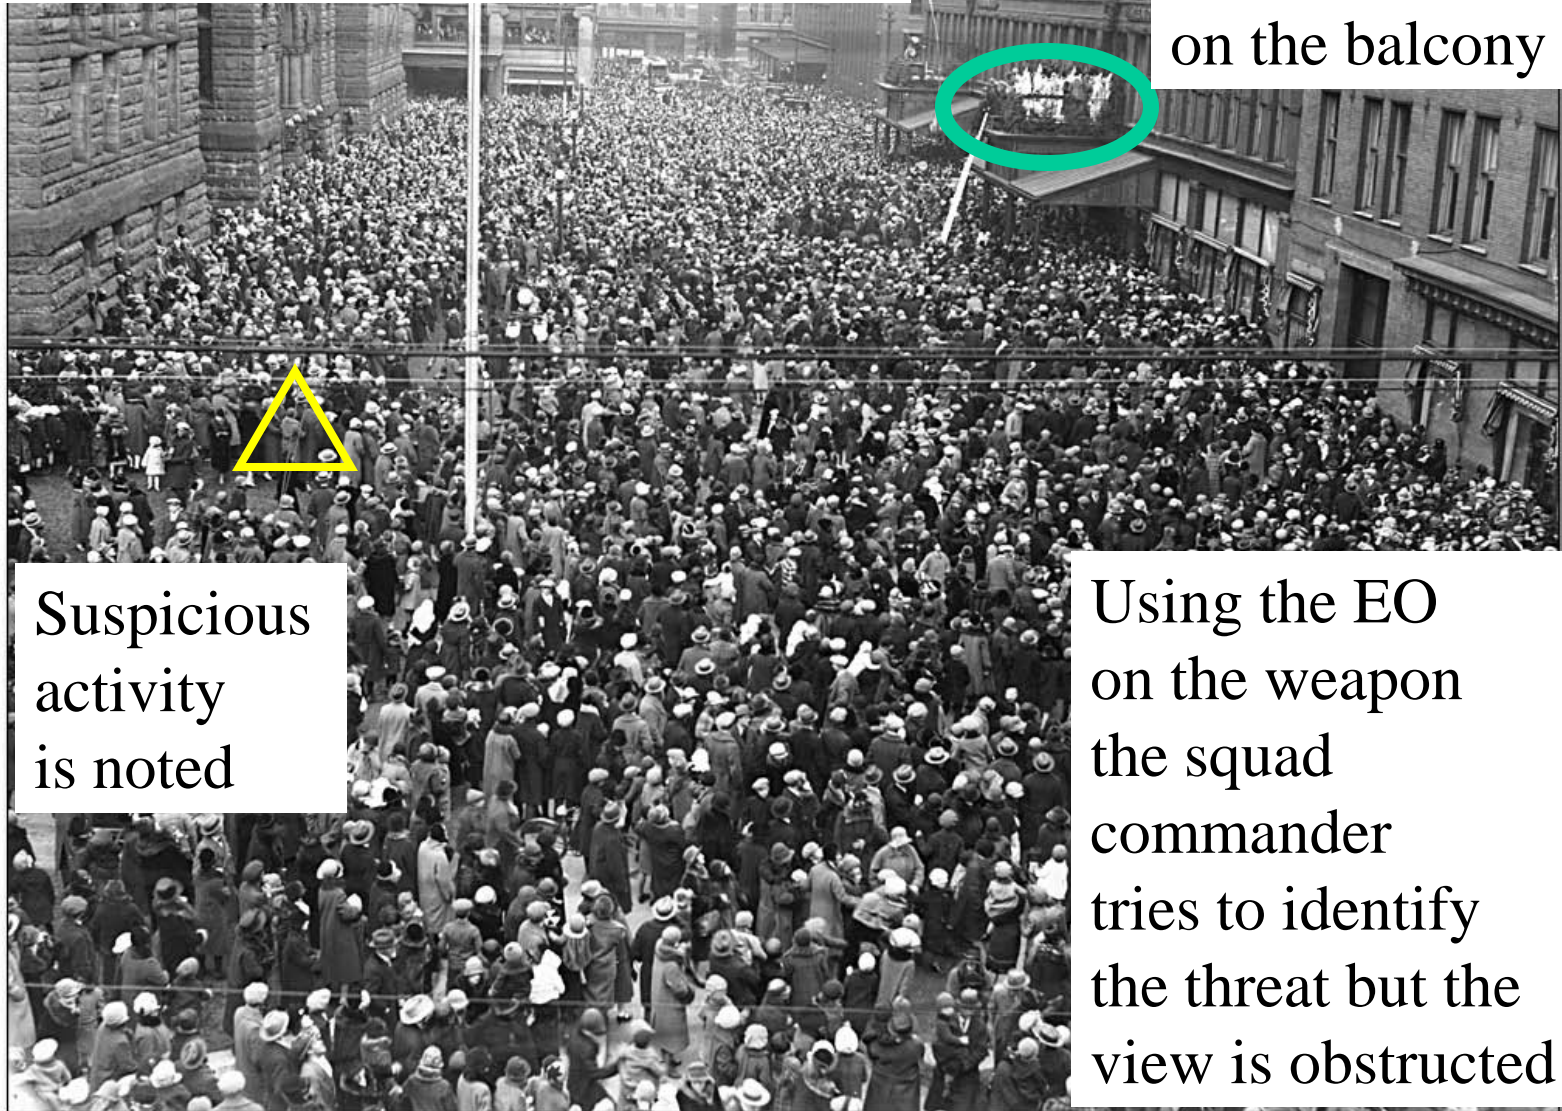 on the balcony
Suspicious
activity
is noted
Using the EO
on the weapon
the squad
commander
tries to identify
the threat but the
view is obstructed